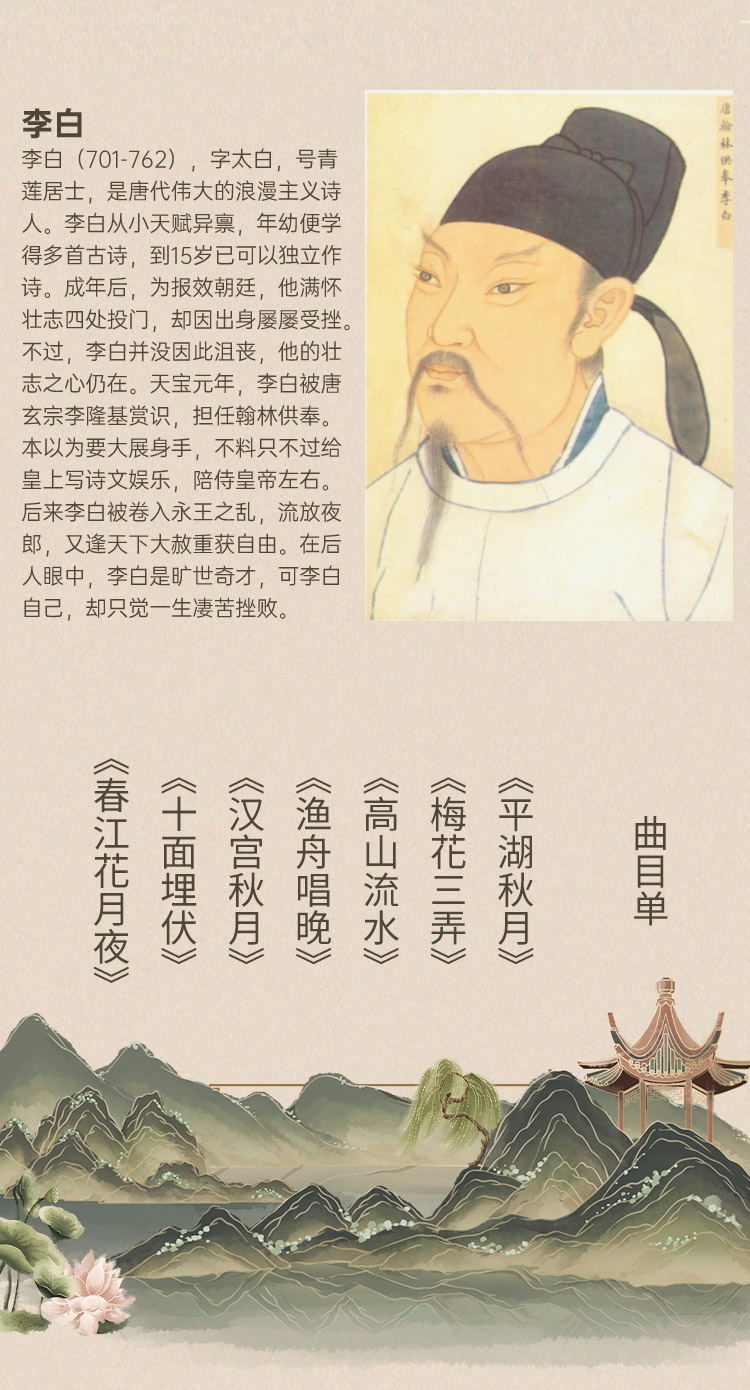 李白
李白（701-762），字太白，号青
莲居士，是唐代伟大的浪漫主义诗
人。李白从小天赋异禀，年幼便学
得多首古诗，到15岁已可以独立作
诗。成年后，为报效朝廷，他满怀
壮志四处投门，却因出身屡屡受挫。
不过，李白并没因此沮丧，他的壮
志之心仍在。天宝元年，李白被唐
玄宗李隆基赏识，担任翰林供奉。
本以为要大展身手，不料只不过给
皇上写诗文娱乐，陪侍皇帝左右。
后来李白被卷入永王之乱，流放夜
郎，又逢天下大赦重获自由。在后
人眼中，李白是旷世奇才，可李白
自己，却只觉一生凄苦挫败。
唐翰林供奉李白
曲目单
《平湖秋月》
《梅花三弄》
《高山流水》
《渔舟唱晚》
《汉宫秋月》
《十面埋伏》
《春江花月夜》